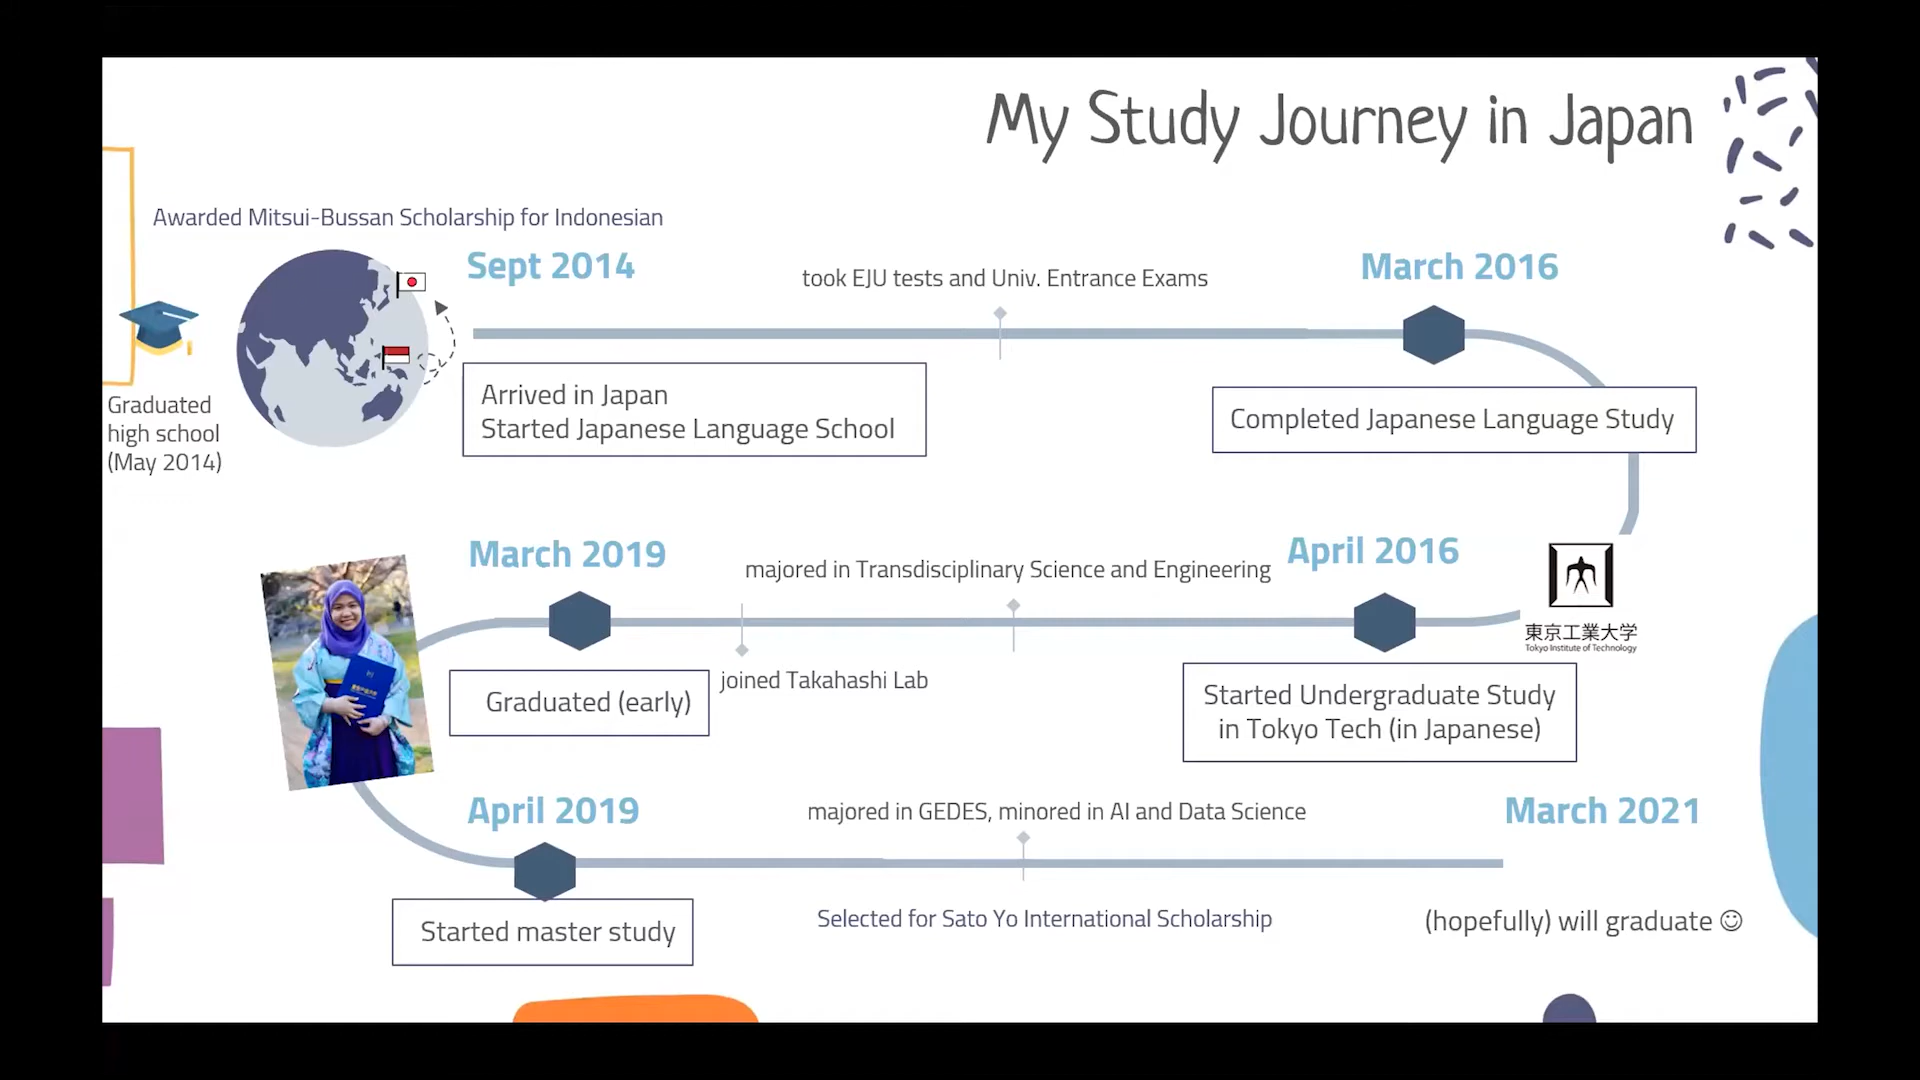 My Study Journey in Japan
Awarded Mitsui-Bussan Scholarship for Indonesian
Sept 2014
took EJU tests and Univ. Entrance Exams
March 2016
Graduated
high school
(May 2014)
Arrived in Japan
Started Japanese Language School
Completed Japanese Language Study
March 2019
majored in Transdisciplinary Science and Engineering
April 2016
東京工業大学
Tokyo Institute of Technology
Graduated (early)
joined Takahashi Lab
Started Undergraduate Study
in Tokyo Tech (in Japanese)
April 2019
majored in GEDES, minored in AI and Data Science
March 2021
Started master study
Selected for Sato Yo International Scholarship
(hopefully) will graduate ☺